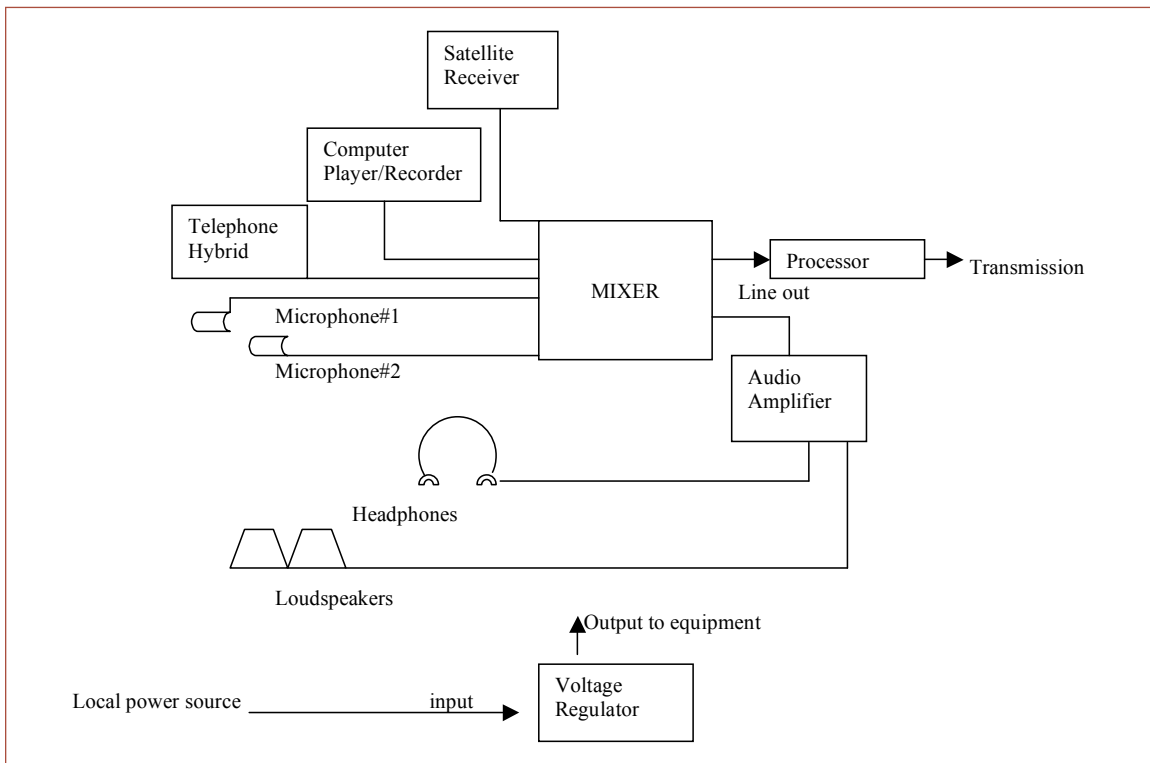 Satellite
Receiver
Computer
Player/Recorder
Telephone
Hybrid
MIXER
Processor
Transmission
Line out
Microphone#1
Microphone#2
Audio
Amplifier
Headphones
Loudspeakers
Output to equipment
Voltage
Regulator
Local power source
input